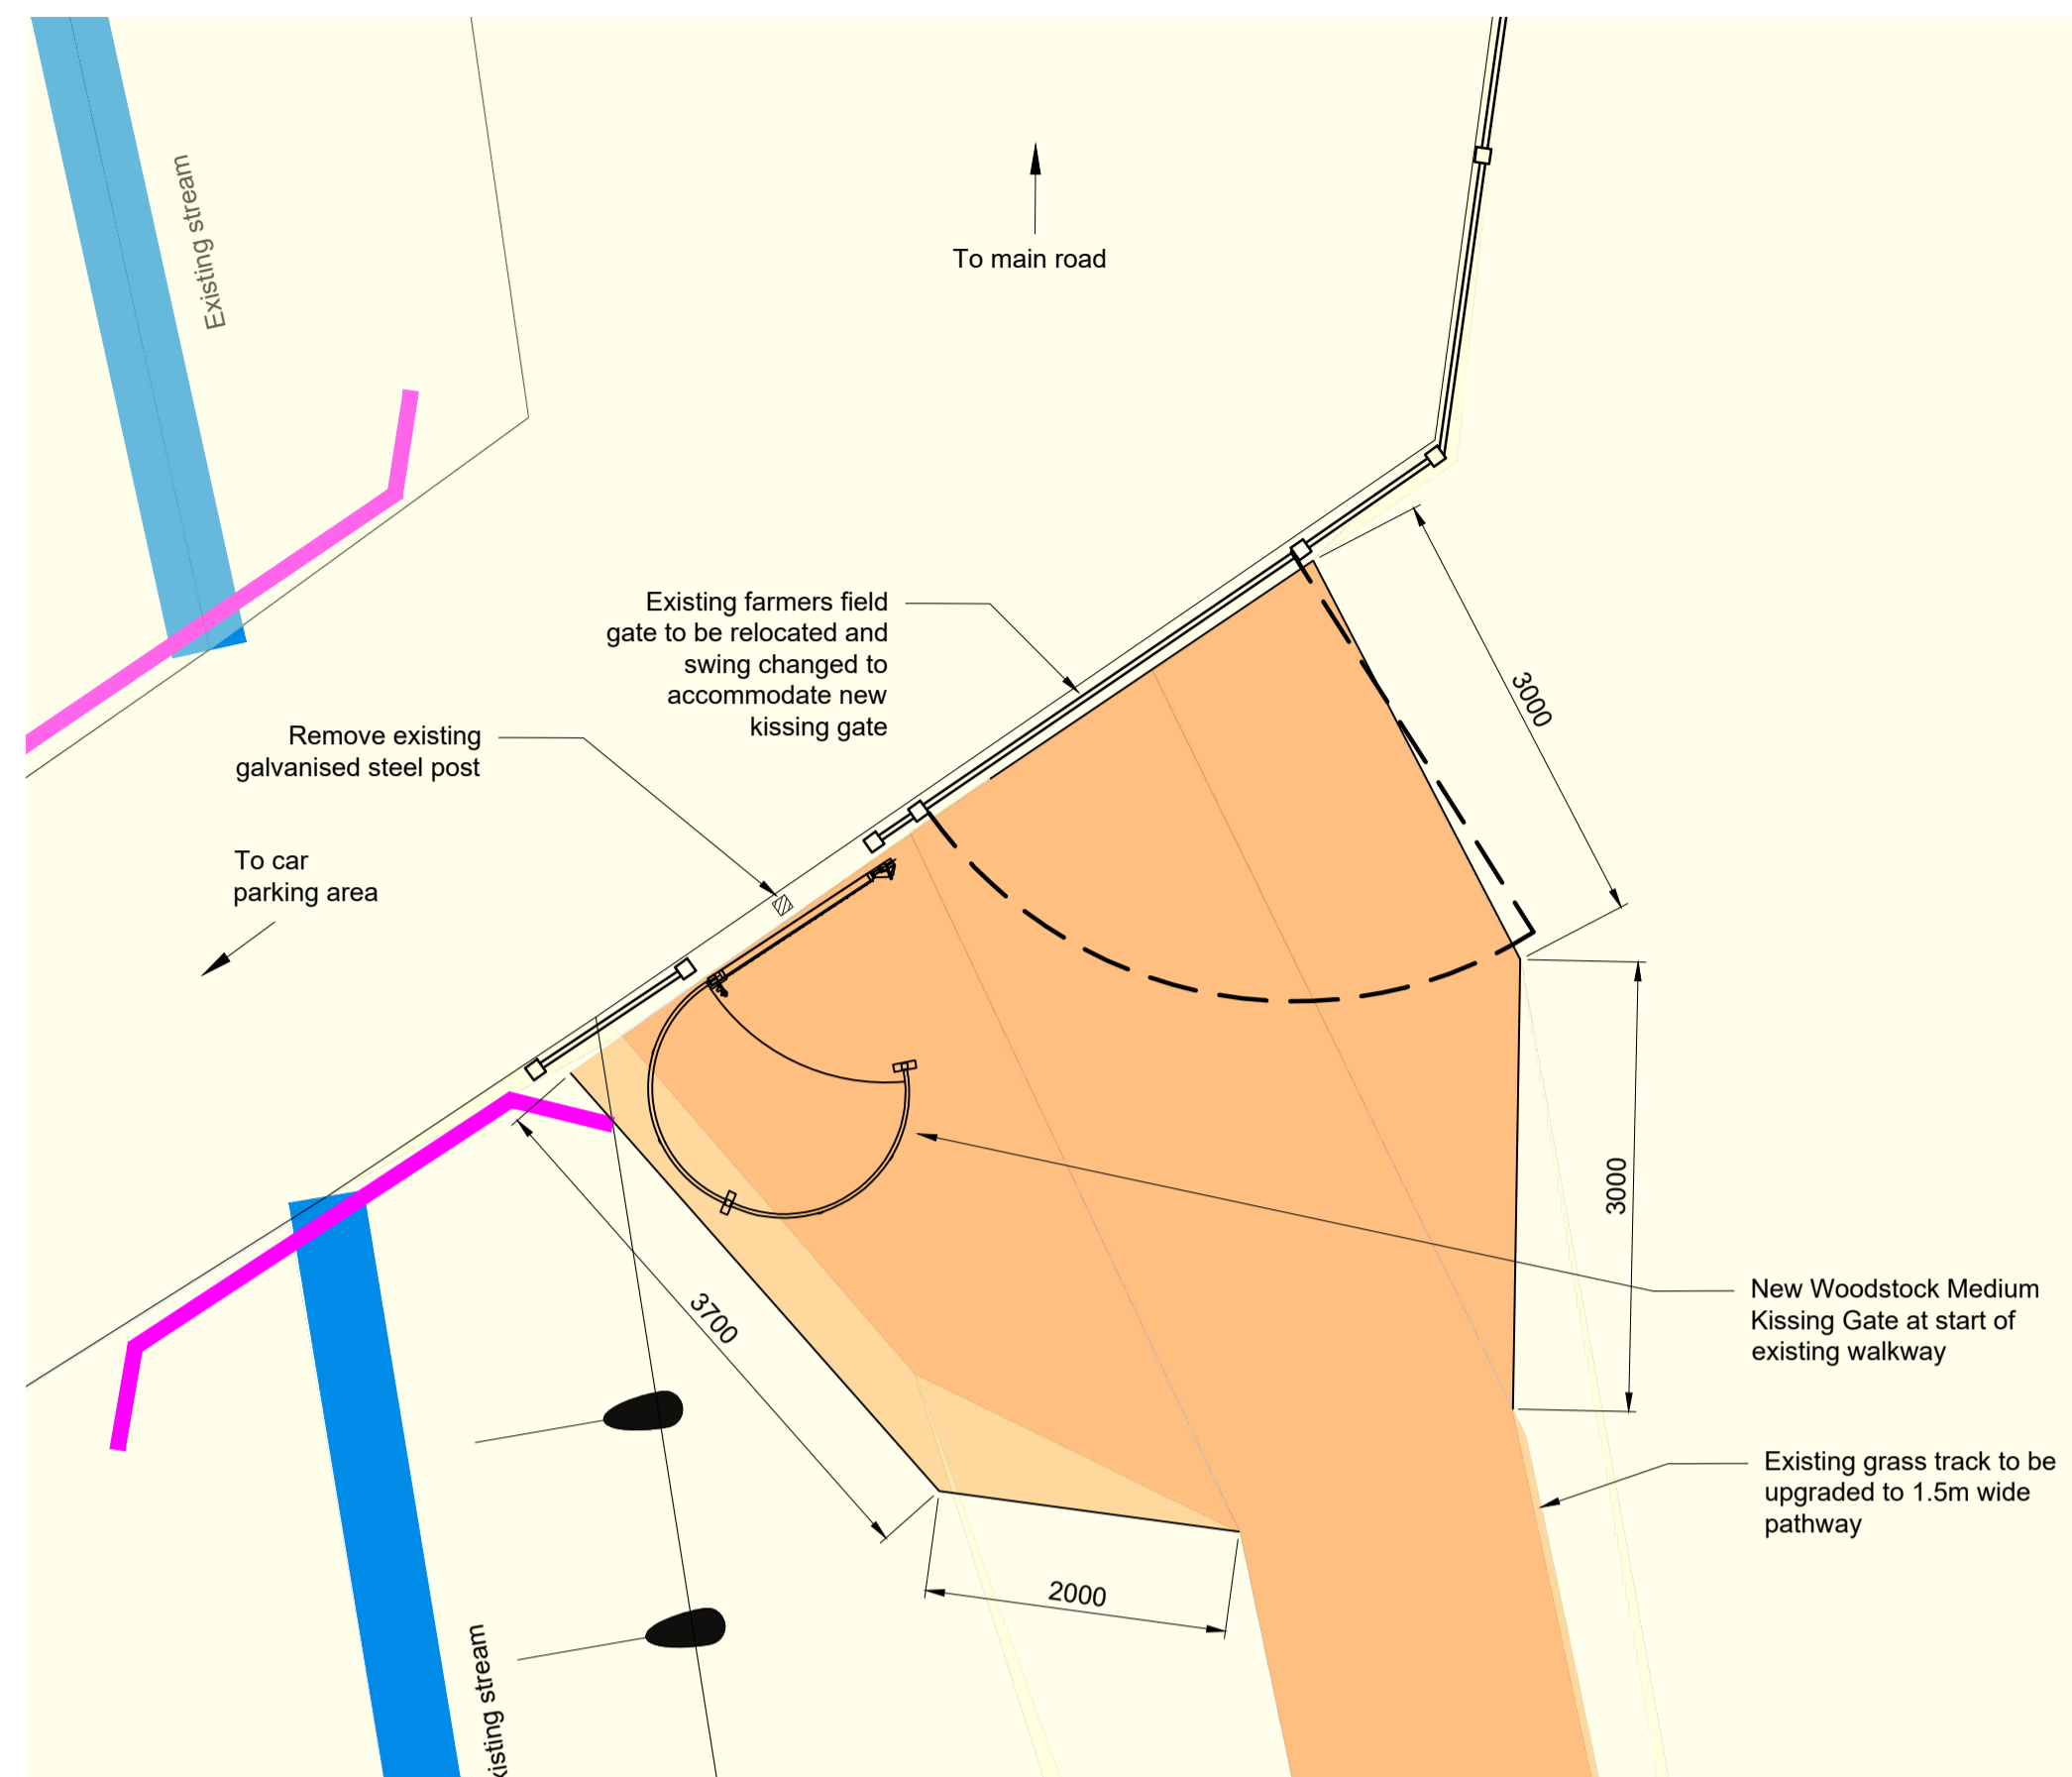 Existing stream
To main road
Existing farmers field
gate to be relocated and
swing changed to
accommodate new
kissing gate
3000
Remove existing
galvanised steel post
To car
parking area
3000
3700
New Woodstock Medium
Kissing Gate at start of
existing walkway
Existing grass track to be
upgraded to 1.5m wide
pathway
2000
xisting stream